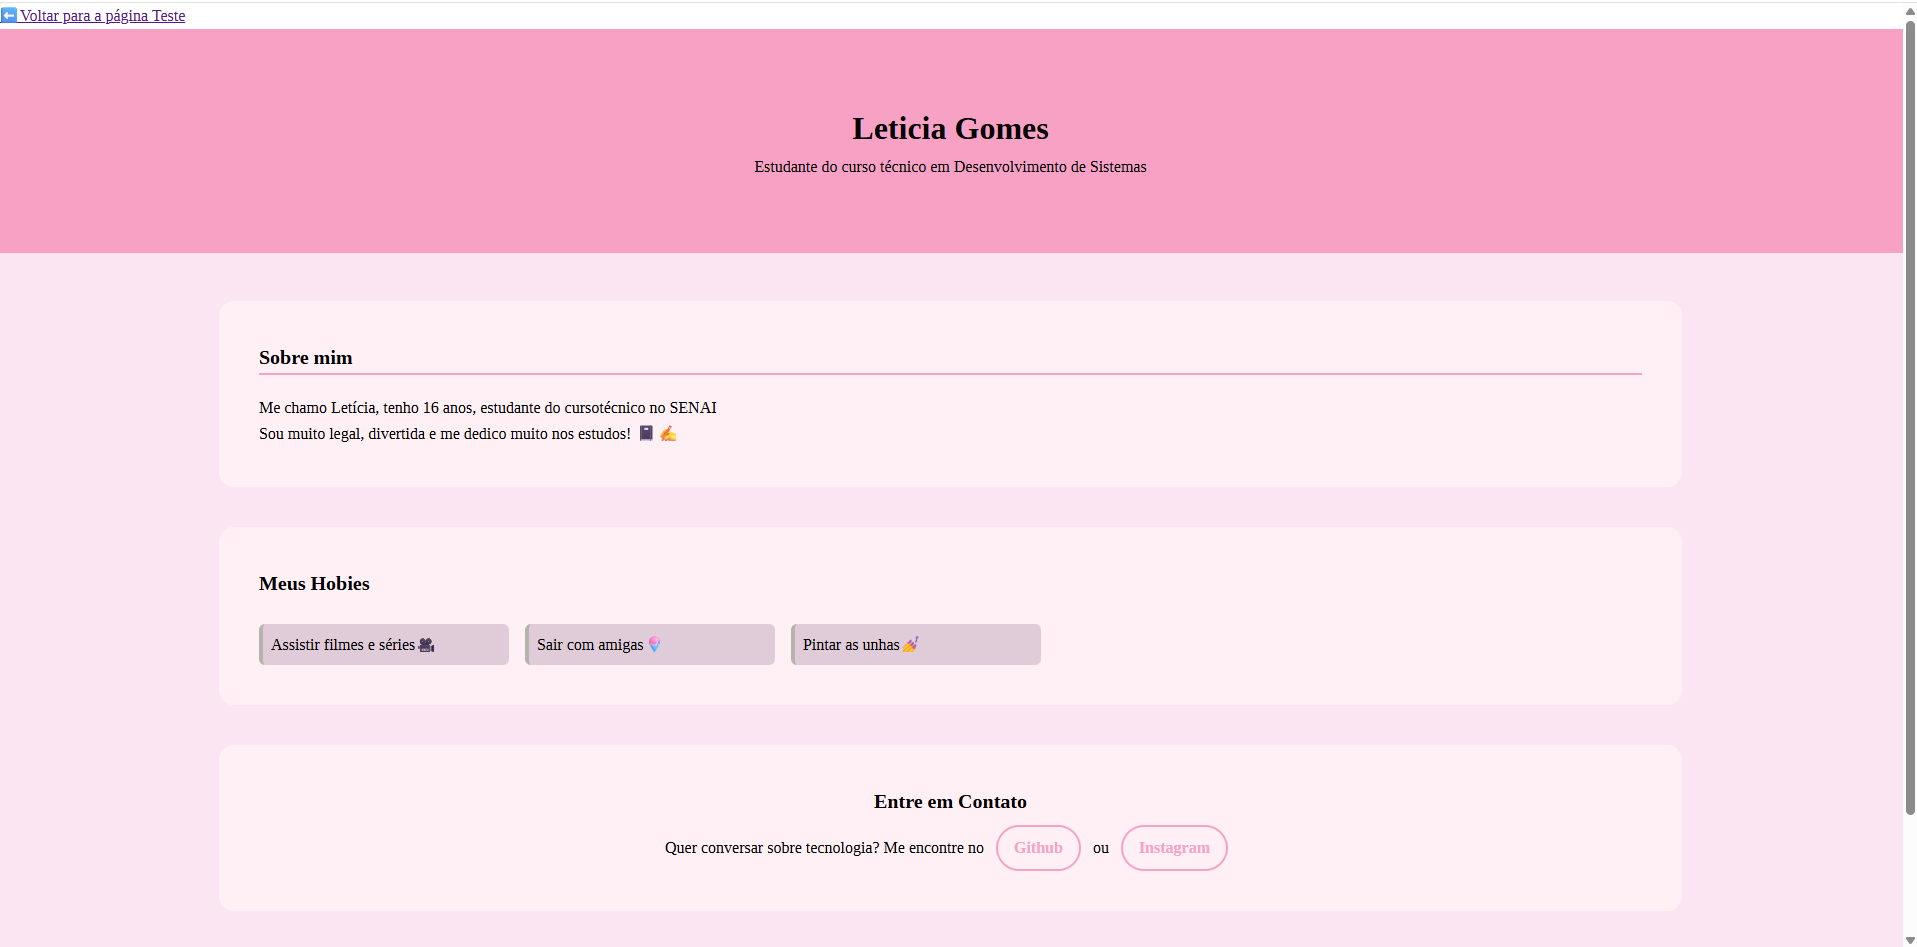 ⬅️ Voltar para a página Teste
Leticia Gomes
Estudante do curso técnico em Desenvolvimento de Sistemas
Sobre mim
Me chamo Letícia, tenho 16 anos, estudante do cursotécnico no SENAI
Sou muito legal, divertida e me dedico muito nos estudos! 📓 ✍️
Meus Hobies
Assistir filmes e séries 🎥 Sair com amigas 🍦 Pintar as unhas 💅
Entre em Contato
Quer conversar sobre tecnologia? Me encontre no Github ou Instagram